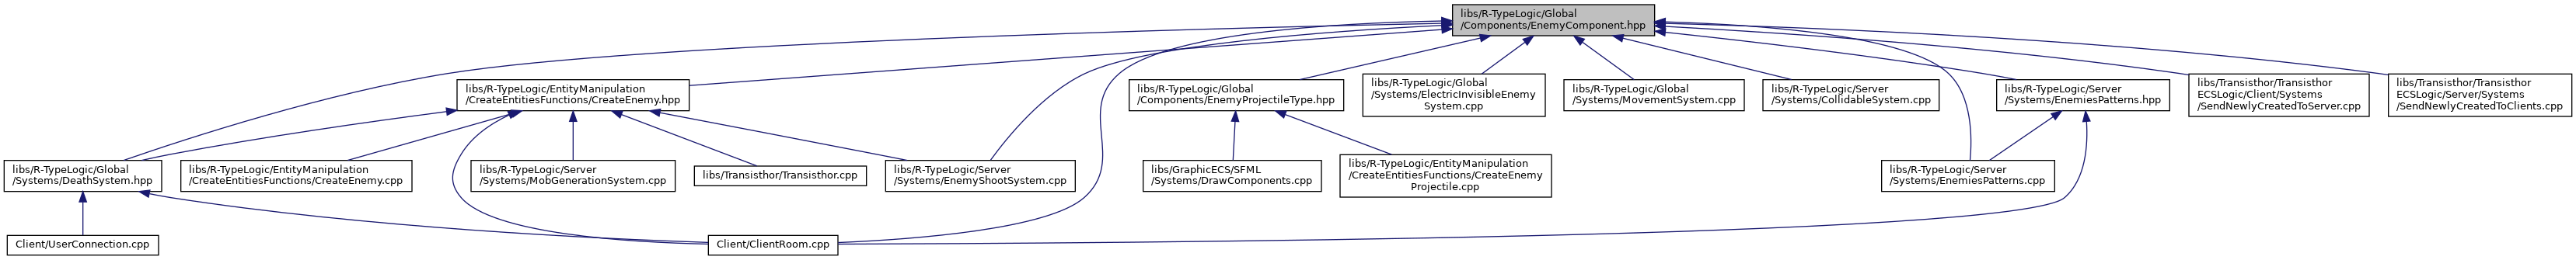 libs/R-TypeLogic/Global
/Components/EnemyComponent.hpp
libs/R-TypeLogic/EntityManipulation
/CreateEntitiesFunctions/CreateEnemy.hpp
libs/R-TypeLogic/Global
/Components/EnemyProjectileType.hpp
libs/R-TypeLogic/Global
/Systems/ElectricInvisibleEnemy
System.cpp
libs/R-TypeLogic/Global
/Systems/MovementSystem.cpp
libs/R-TypeLogic/Server
/Systems/CollidableSystem.cpp
libs/R-TypeLogic/Server
/Systems/EnemiesPatterns.hpp
libs/Transisthor/Transisthor
ECSLogic/Client/Systems
/SendNewlyCreatedToServer.cpp
libs/Transisthor/Transisthor
ECSLogic/Server/Systems
/SendNewlyCreatedToClients.cpp
libs/R-TypeLogic/Global
/Systems/DeathSystem.hpp
libs/R-TypeLogic/EntityManipulation
/CreateEntitiesFunctions/CreateEnemy.cpp
libs/R-TypeLogic/Server
/Systems/MobGenerationSystem.cpp
libs/Transisthor/Transisthor.cpp
libs/R-TypeLogic/Server
/Systems/EnemyShootSystem.cpp
libs/GraphicECS/SFML
/Systems/DrawComponents.cpp
libs/R-TypeLogic/EntityManipulation
/CreateEntitiesFunctions/CreateEnemy
Projectile.cpp
libs/R-TypeLogic/Server
/Systems/EnemiesPatterns.cpp
Client/UserConnection.cpp
Client/ClientRoom.cpp